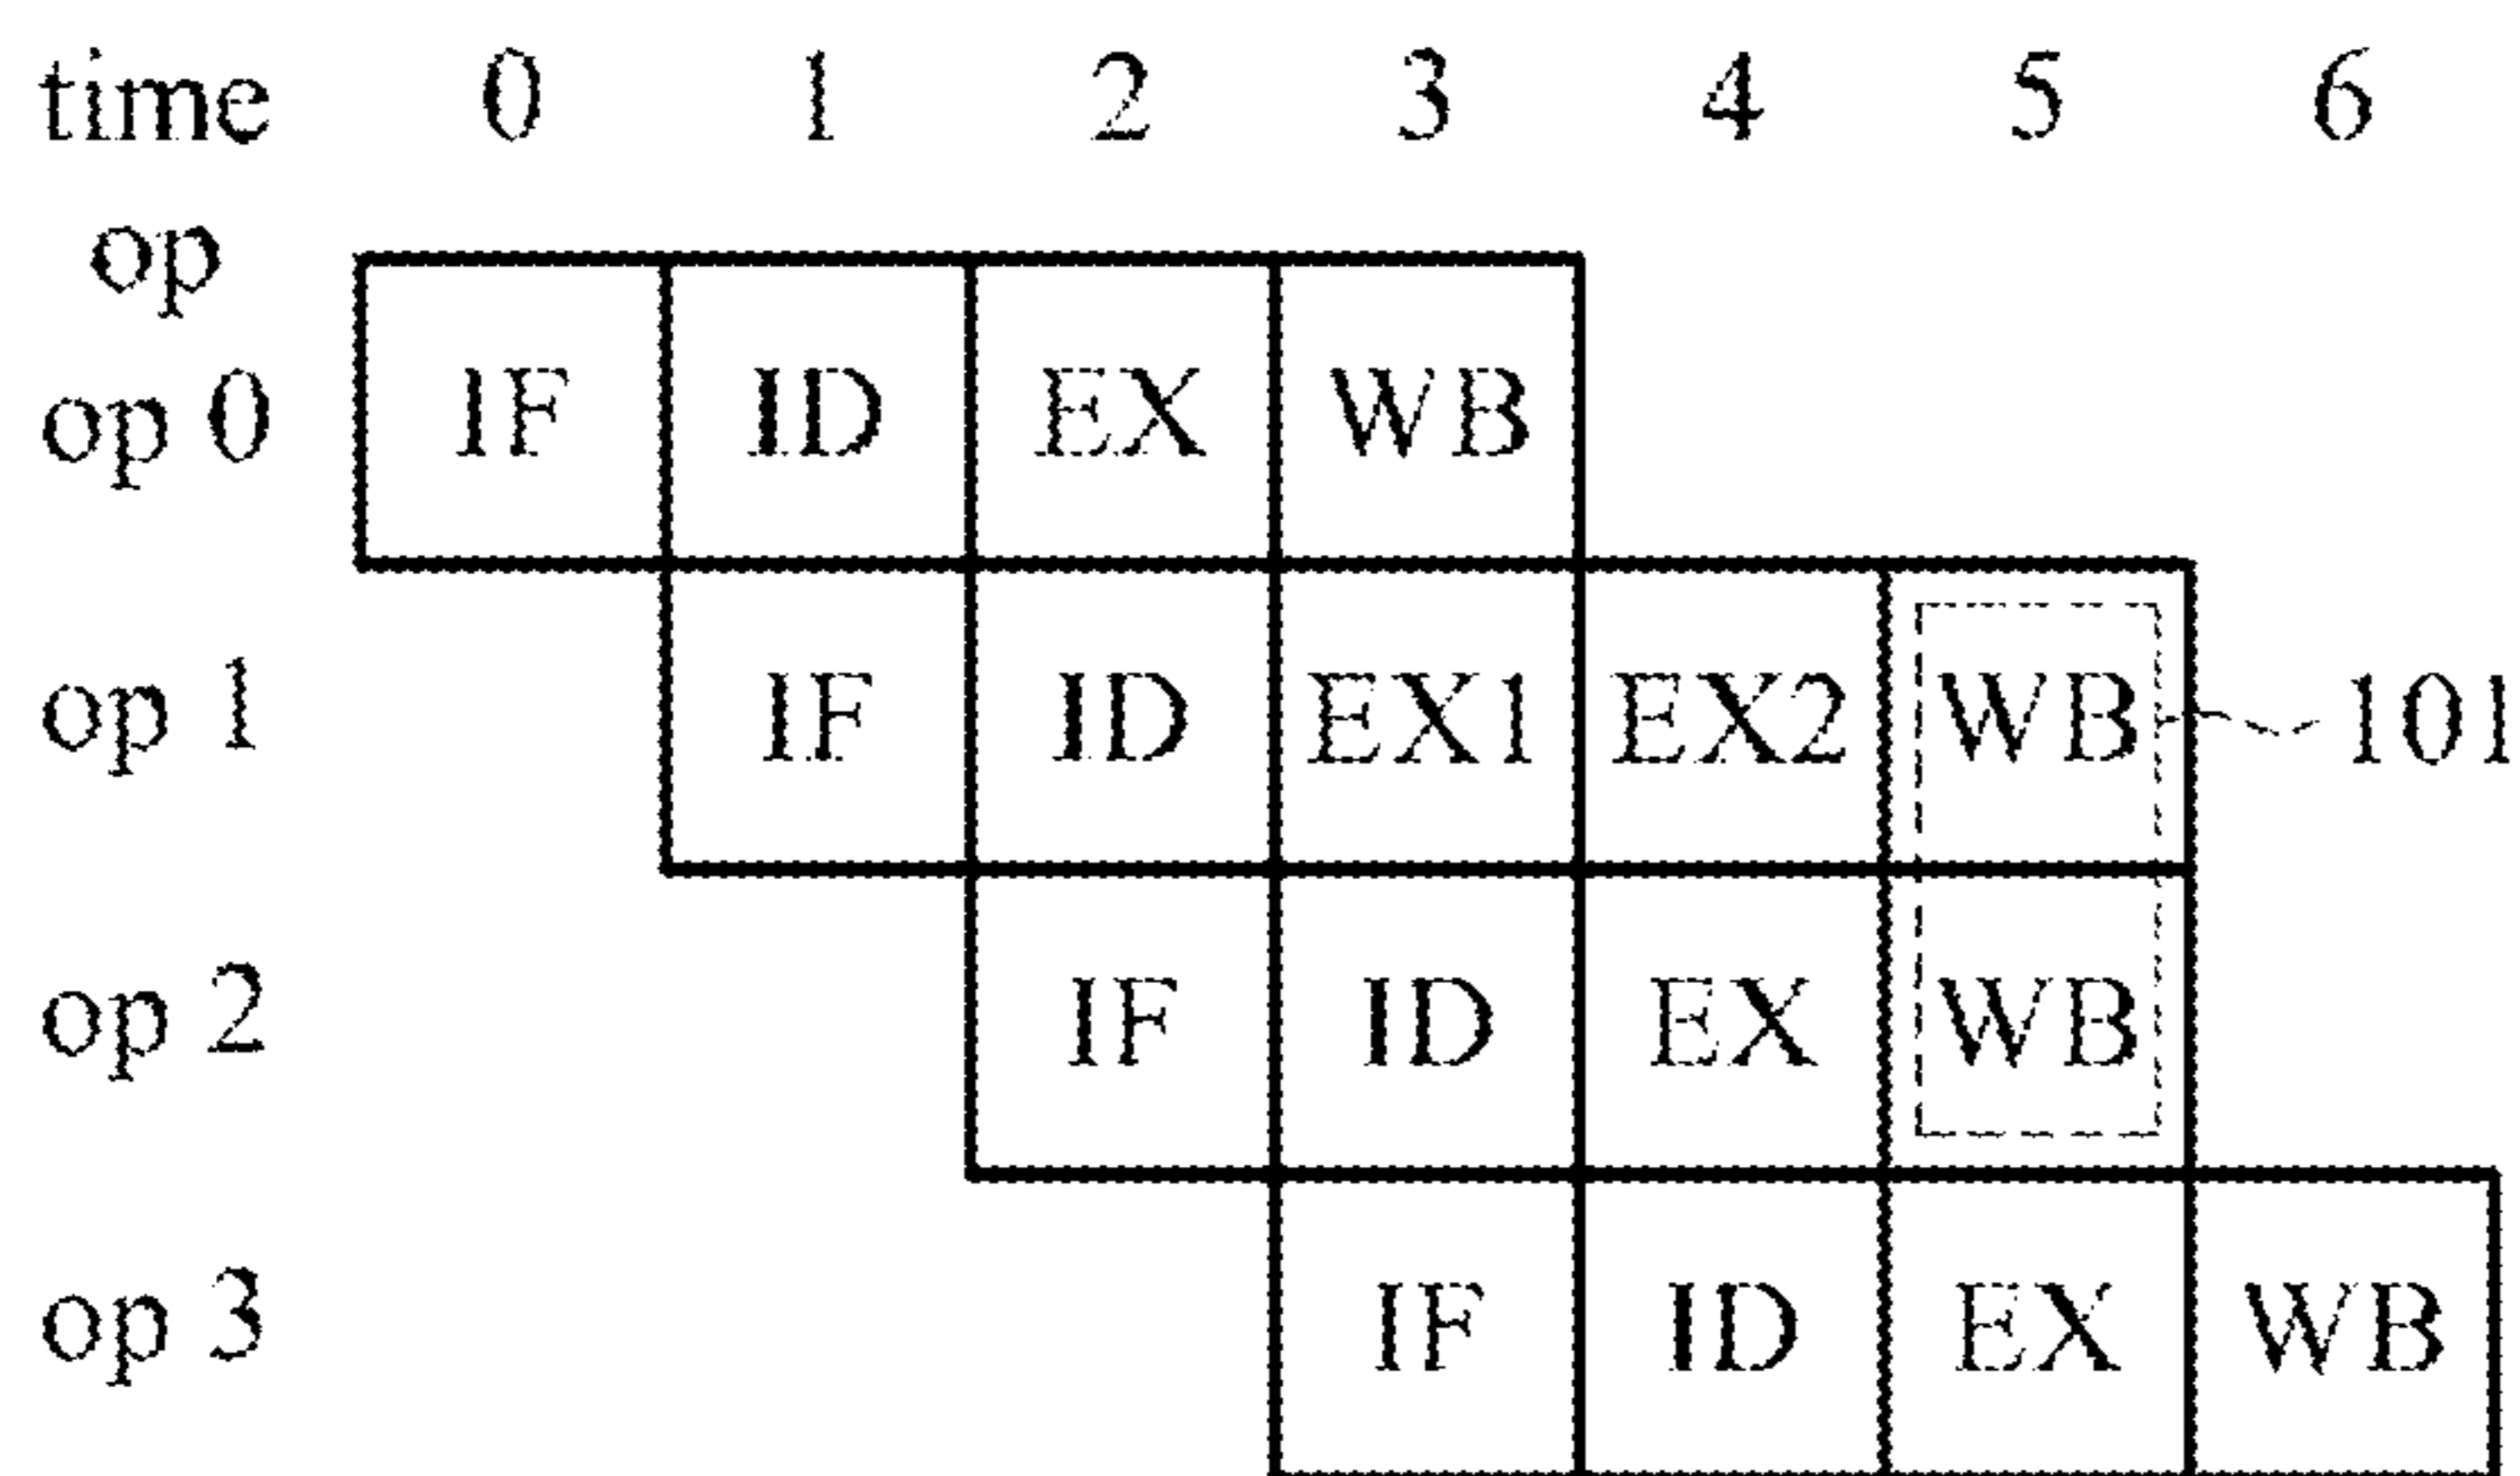 time 0 1 2 3 4 5 6
op
op 0 IF ID EX WB
op 1 IF ID EX1 EX2 WB 101
op 2 IF ID EX WB
op 3 IF ID EX WB